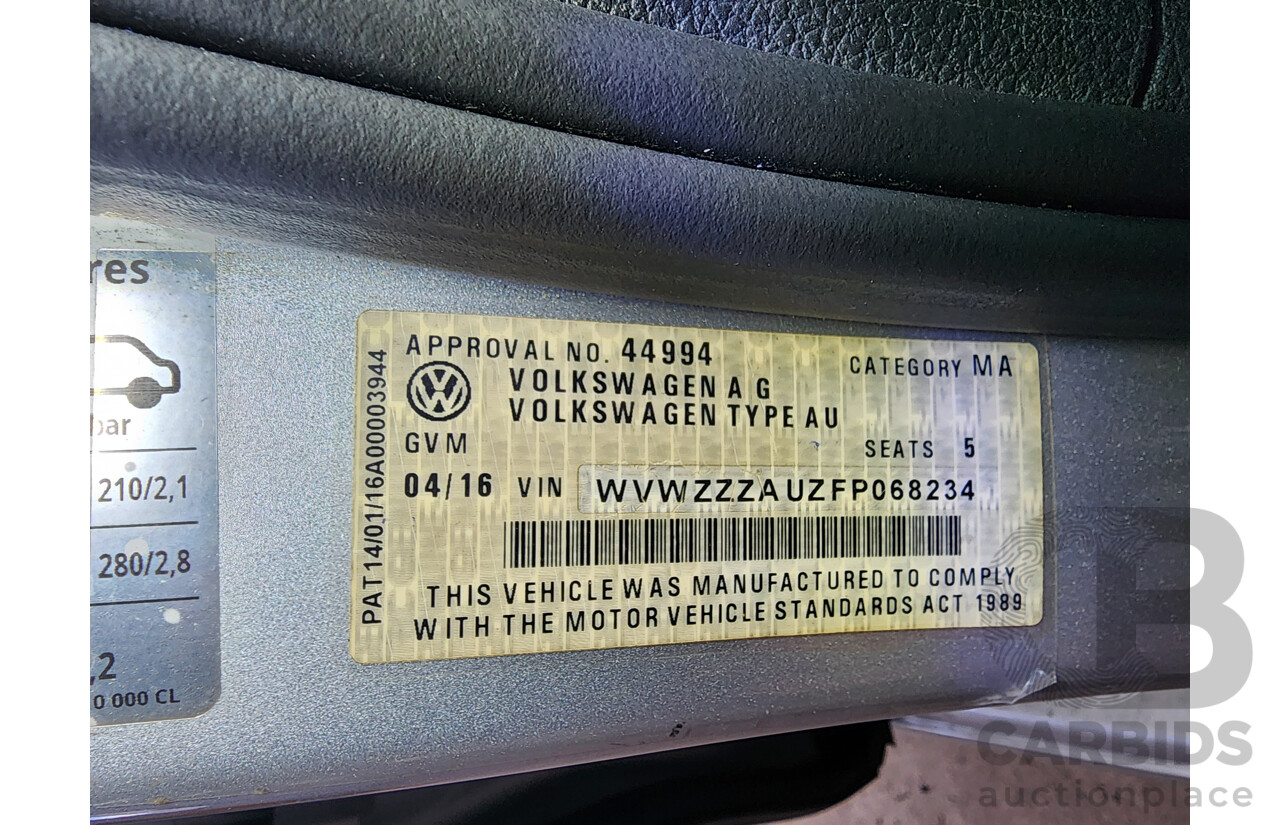 res
bar
210/2,1
280/2,8
,2
0 000 CL
PAT14/01/16A000003944
APPROVAL NO. 44994
CATEGORY MA
VOLKSWAGEN A G
VOLKSWAGEN TYPE AU
GVM
SEATS 5
04/16 VIN WVWZZZAUZFP068234
THIS VEHICLE WAS MANUFACTURED TO COMPLY
WITH THE MOTOR VEHICLE STANDARDS ACT 1989
B
CARBIDS
auctionplace